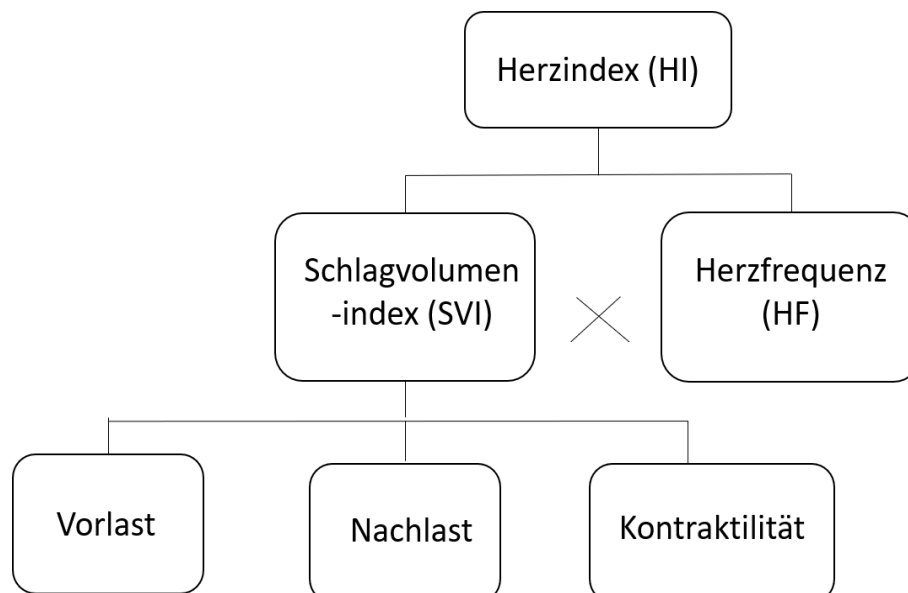 Herzindex (HI)
Schlagvolumen
-index (SVI)
Herzfrequenz
(HF)
Vorlast
Nachlast
Kontraktilität